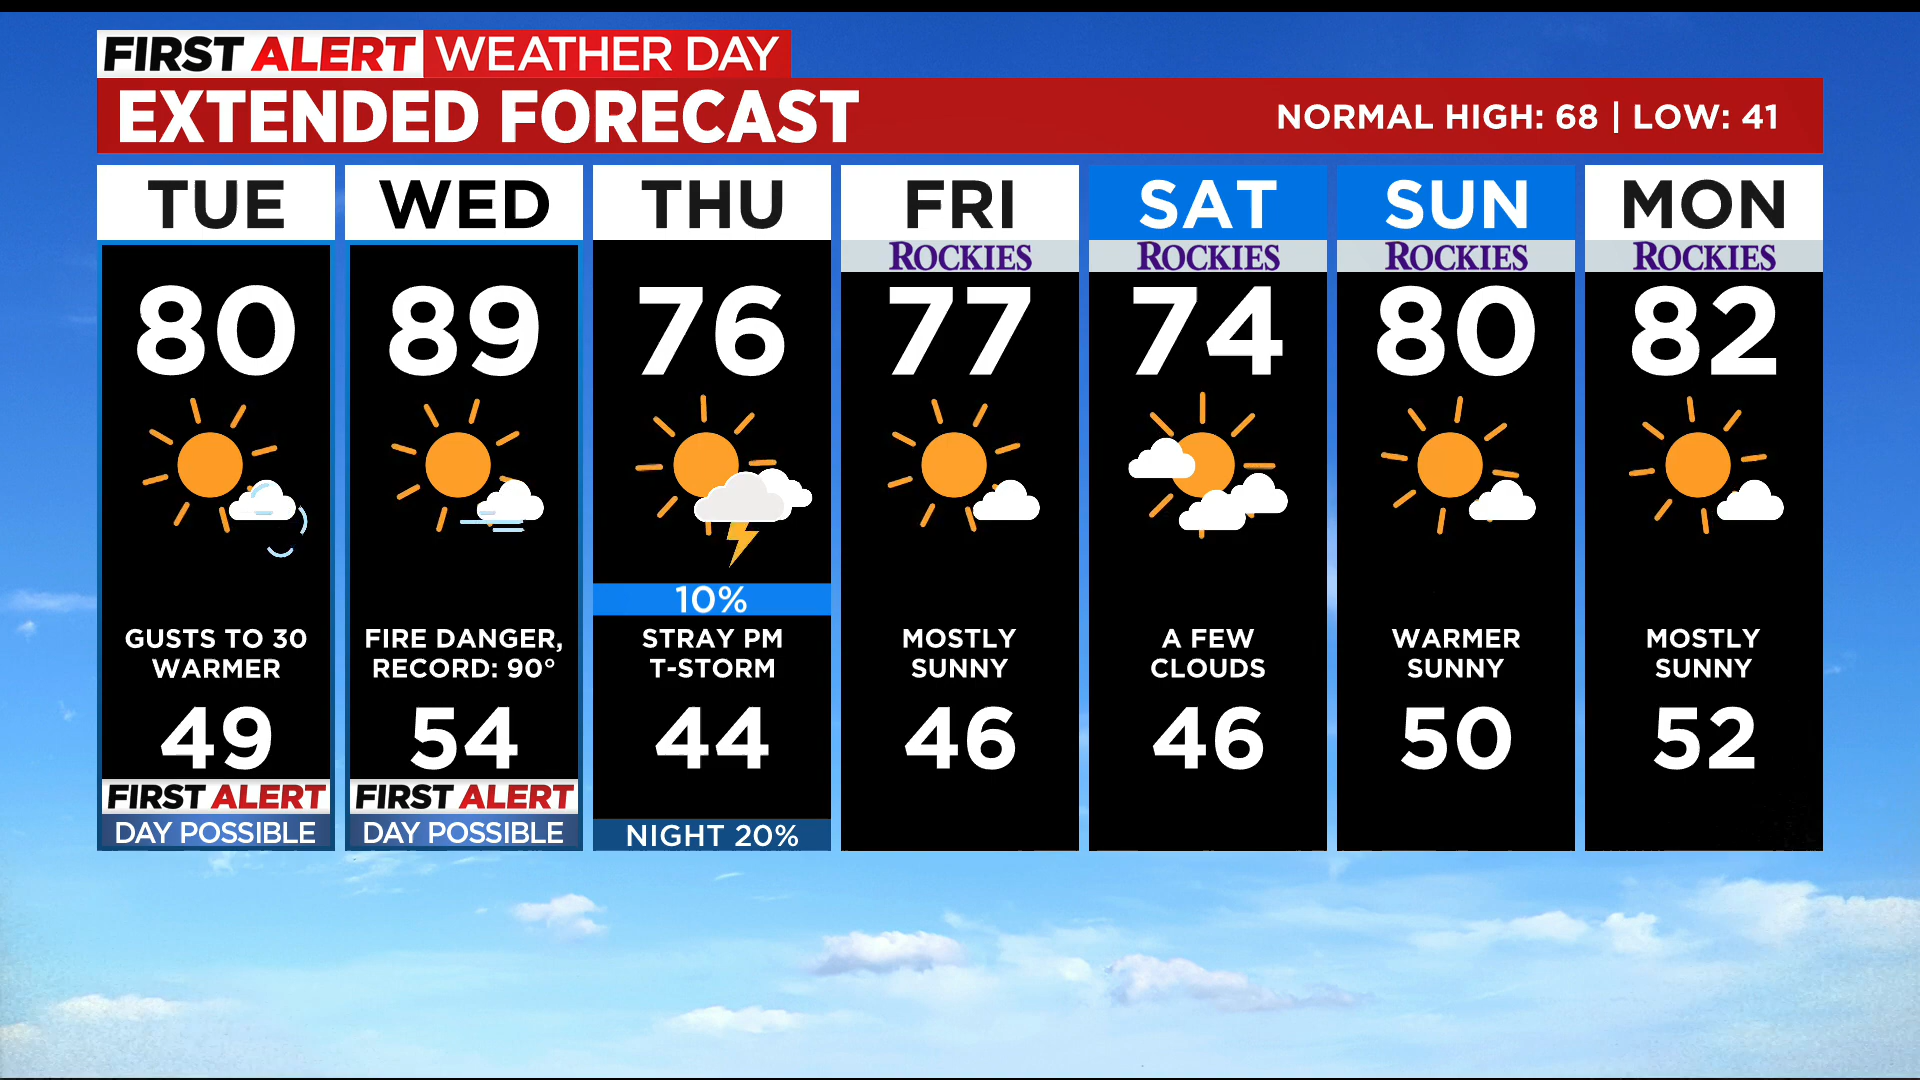 FIRST ALERT WEATHER DAY
EXTENDED FORECAST
NORMAL HIGH: 68 | LOW: 41
TUE
80
GUSTS TO 30
WARMER
49
FIRST ALERT
DAY POSSIBLE
WED
89
FIRE DANGER,
RECORD: 90°
54
FIRST ALERT
DAY POSSIBLE
THU
76
10%
STRAY PM
T-STORM
44
NIGHT 20%
FRI
ROCKIES
77
MOSTLY
SUNNY
46
SAT
ROCKIES
74
A FEW
CLOUDS
46
SUN
ROCKIES
80
WARMER
SUNNY
50
MON
ROCKIES
82
MOSTLY
SUNNY
52